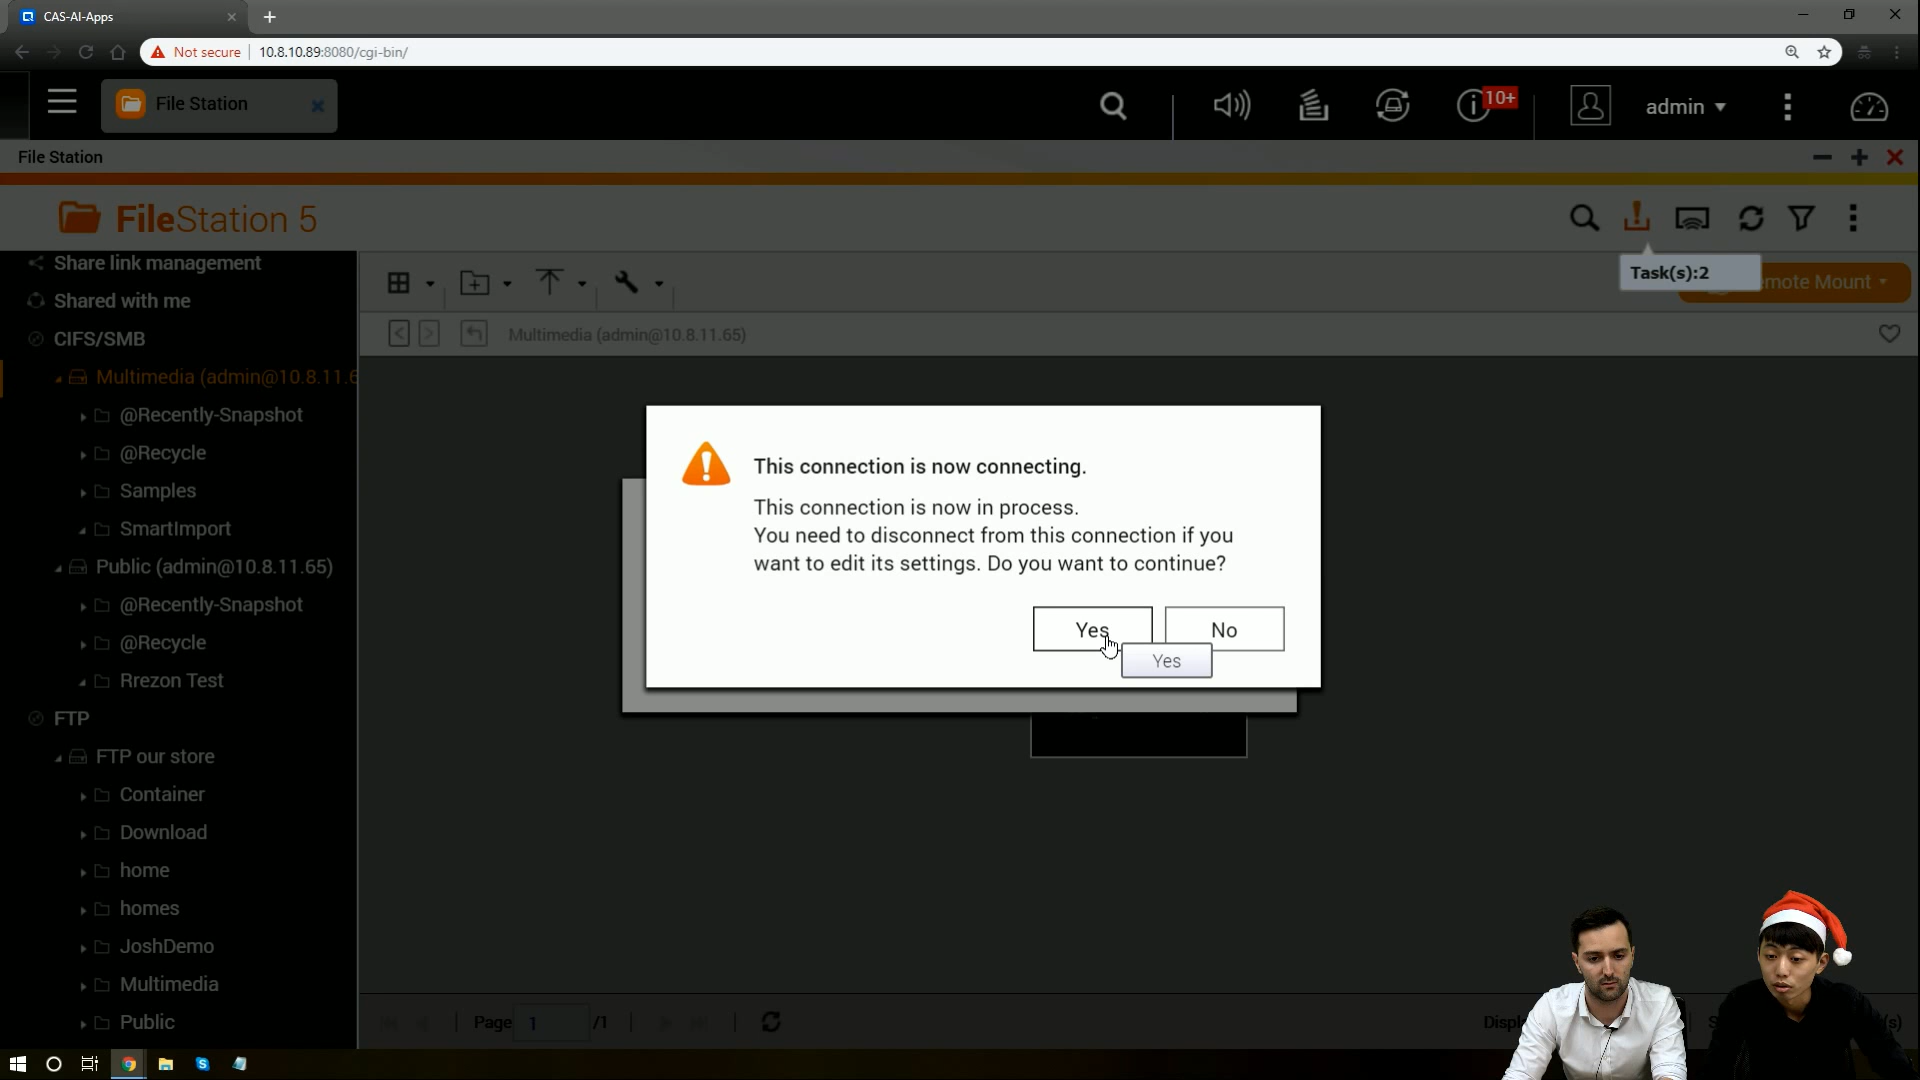 CAS-AI-Apps
Not secure
10.8.10.89:8080/cgi-bin/
File Station
10+
admin
File Station
FileStation 5
Share link management
Shared with me
CIFS/SMB
Multimedia (admin@10.8.11.6
@Recently-Snapshot
@Recycle
Samples
SmartImport
Public (admin@10.8.11.65)
@Recently-Snapshot
@Recycle
Rrezon Test
FTP
FTP our store
Container
Download
home
homes
JoshDemo
Multimedia
Public
Task(s):2
mote Mount
Multimedia (admin@10.8.11.65)
This connection is now connecting.
This connection is now in process.
You need to disconnect from this connection if you
want to edit its settings. Do you want to continue?
Yes
No
Yes
Page 1 /1